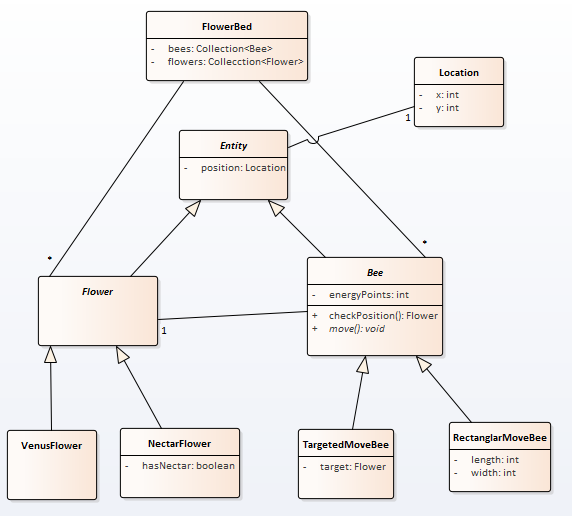 FlowerBed
- bees: Collection<Bee>
- flowers: Collecction<Flower>
Location
- x: int
- y: int
1
Entity
- position: Location
*
*
Flower
Bee
- energyPoints: int
+ checkPosition(): Flower
+ move(): void
1
VenusFlower
NectarFlower
- hasNectar: boolean
TargetedMoveBee
- target: Flower
RectanglarMoveBee
- length: int
- width: int